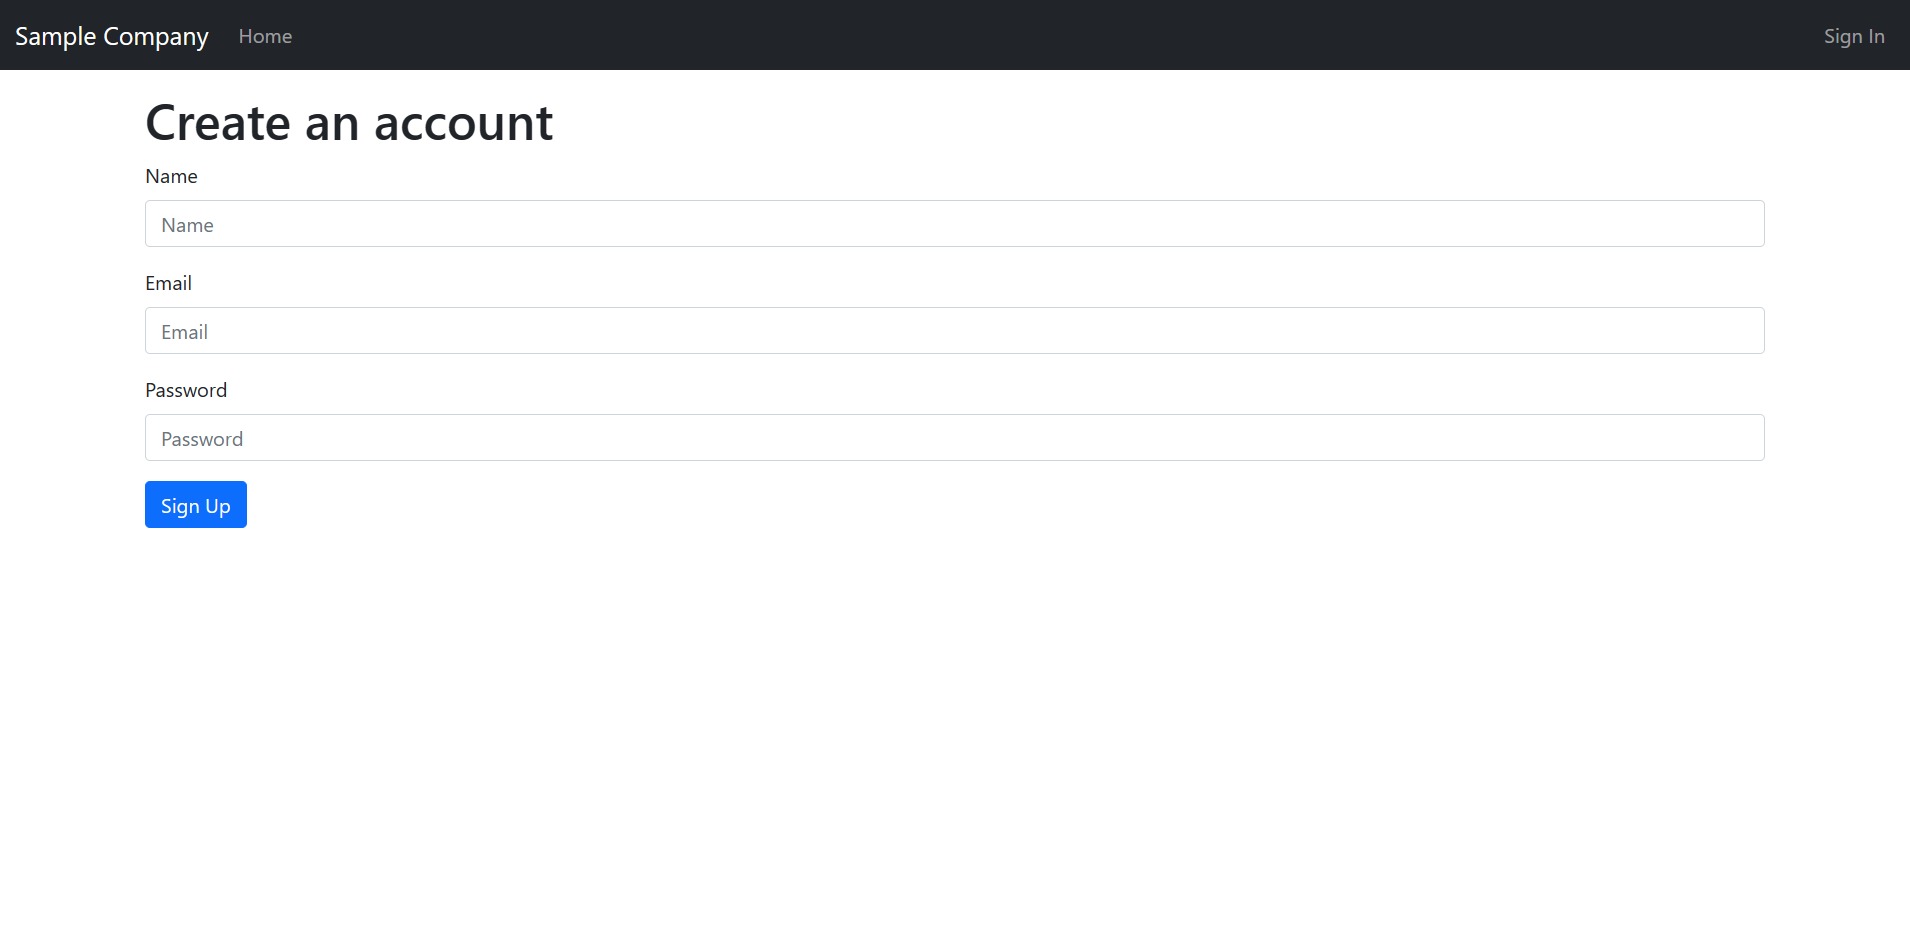 Sample Company Home Sign In
Create an account
Name
Name
Email
Email
Password
Password
Sign Up